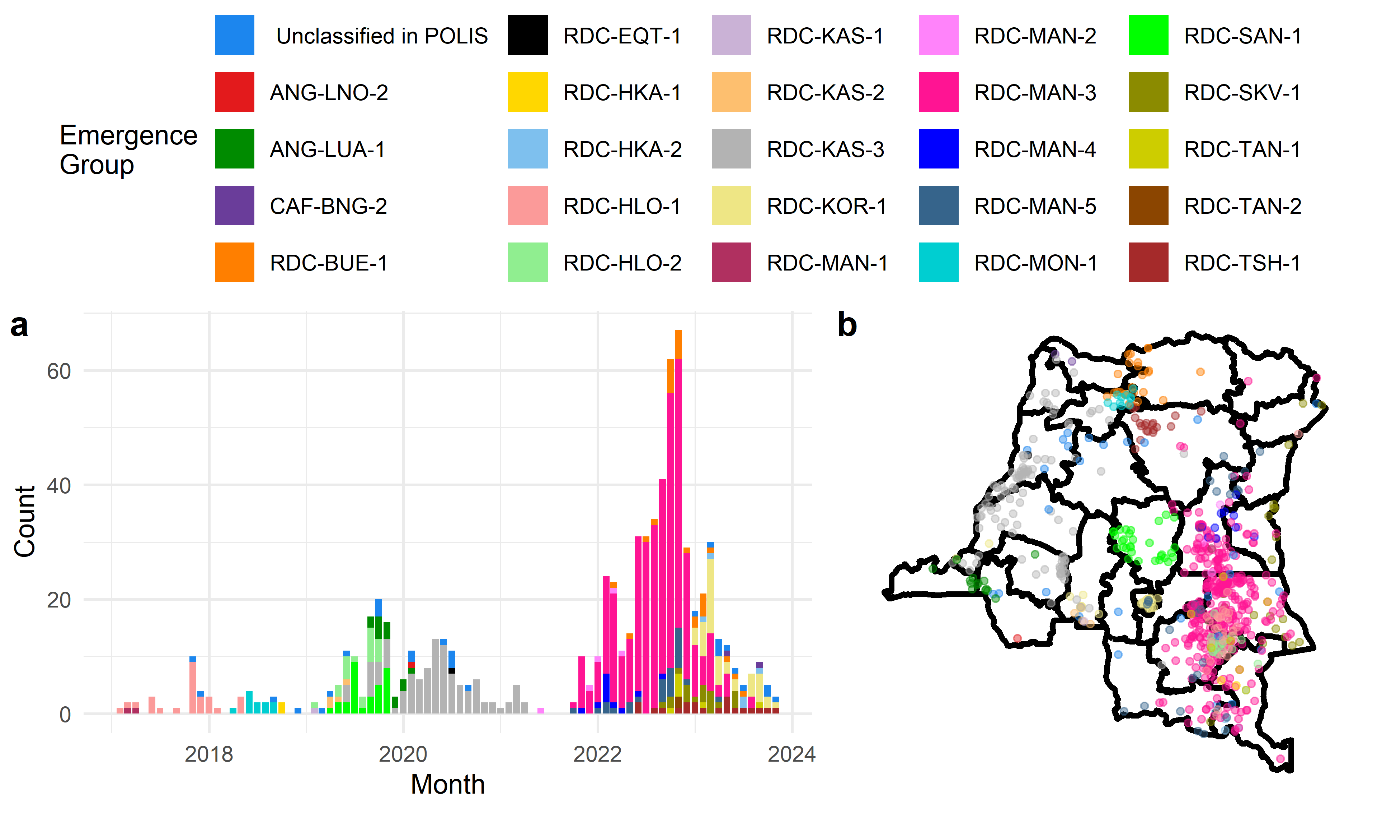 Emergence
Group
Unclassified in POLIS
ANG-LNO-2
ANG-LUA-1
CAF-BNG-2
RDC-BUE-1
RDC-EQT-1
RDC-HKA-1
RDC-HKA-2
RDC-HLO-1
RDC-HLO-2
RDC-KAS-1
RDC-KAS-2
RDC-KAS-3
RDC-KOR-1
RDC-MAN-1
RDC-MAN-2
RDC-MAN-3
RDC-MAN-4
RDC-MAN-5
RDC-MON-1
RDC-SAN-1
RDC-SKV-1
RDC-TAN-1
RDC-TAN-2
RDC-TSH-1
a
Count
60
40
20
0
2018
2020
2022
2024
Month
b